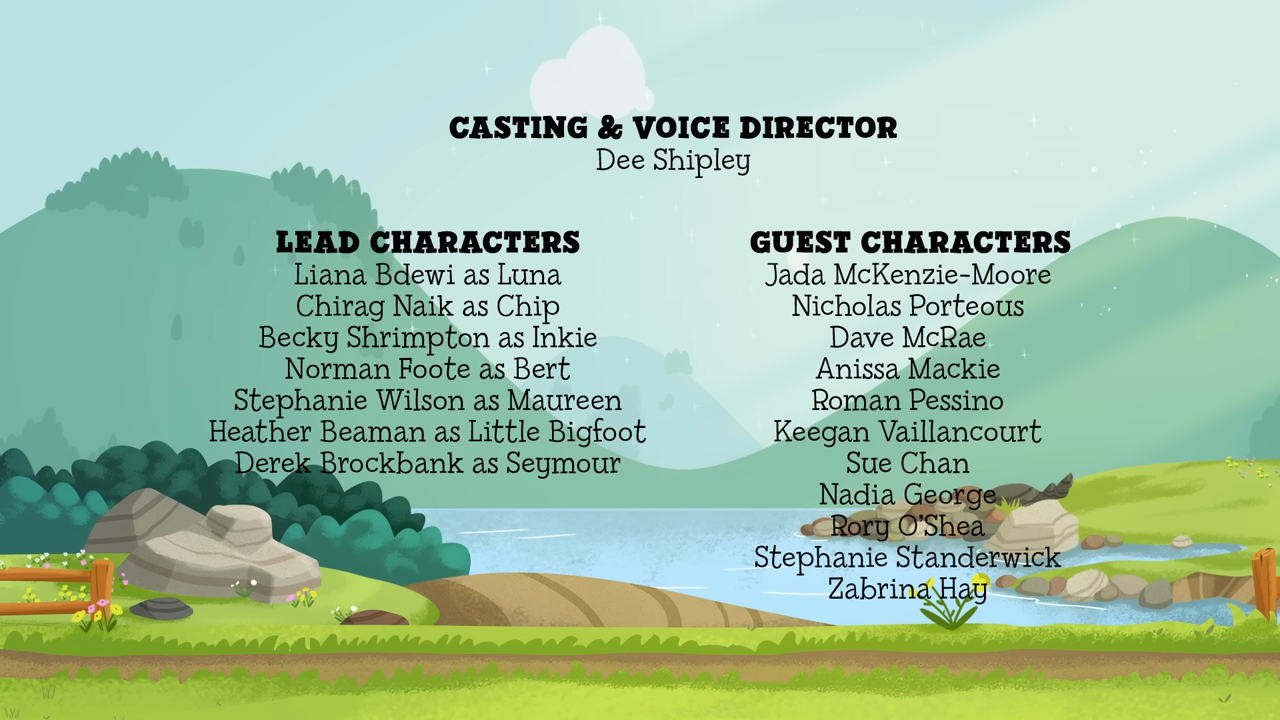 CASTING & VOICE DIRECTOR
Dee Shipley
LEAD CHARACTERS
Liana Bdewi as Luna
Chirag Naik as Chip
Becky Shrimpton as Inkie
Norman Foote as Bert
Stephanie Wilson as Maureen
Heather Beaman as Little Bigfoot
Derek Brockbank as Seymour
GUEST CHARACTERS
Jada McKenzie-Moore
Nicholas Porteous
Dave McRae
Anissa Mackie
Roman Pessino
Keegan Vaillancourt
Sue Chan
Nadia George
Rory O'Shea
Stephanie Standerwick
Zabrina Hay